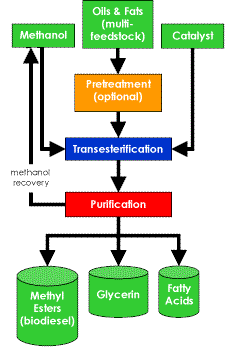 Oils & Fats
(multi-
feedstock)
Methanol
Catalyst
Pretreatment
(optional)
Transesterification
methanol
recovery
Purification
Methyl
Esters
(biodiesel)
Glycerin
Fatty
Acids